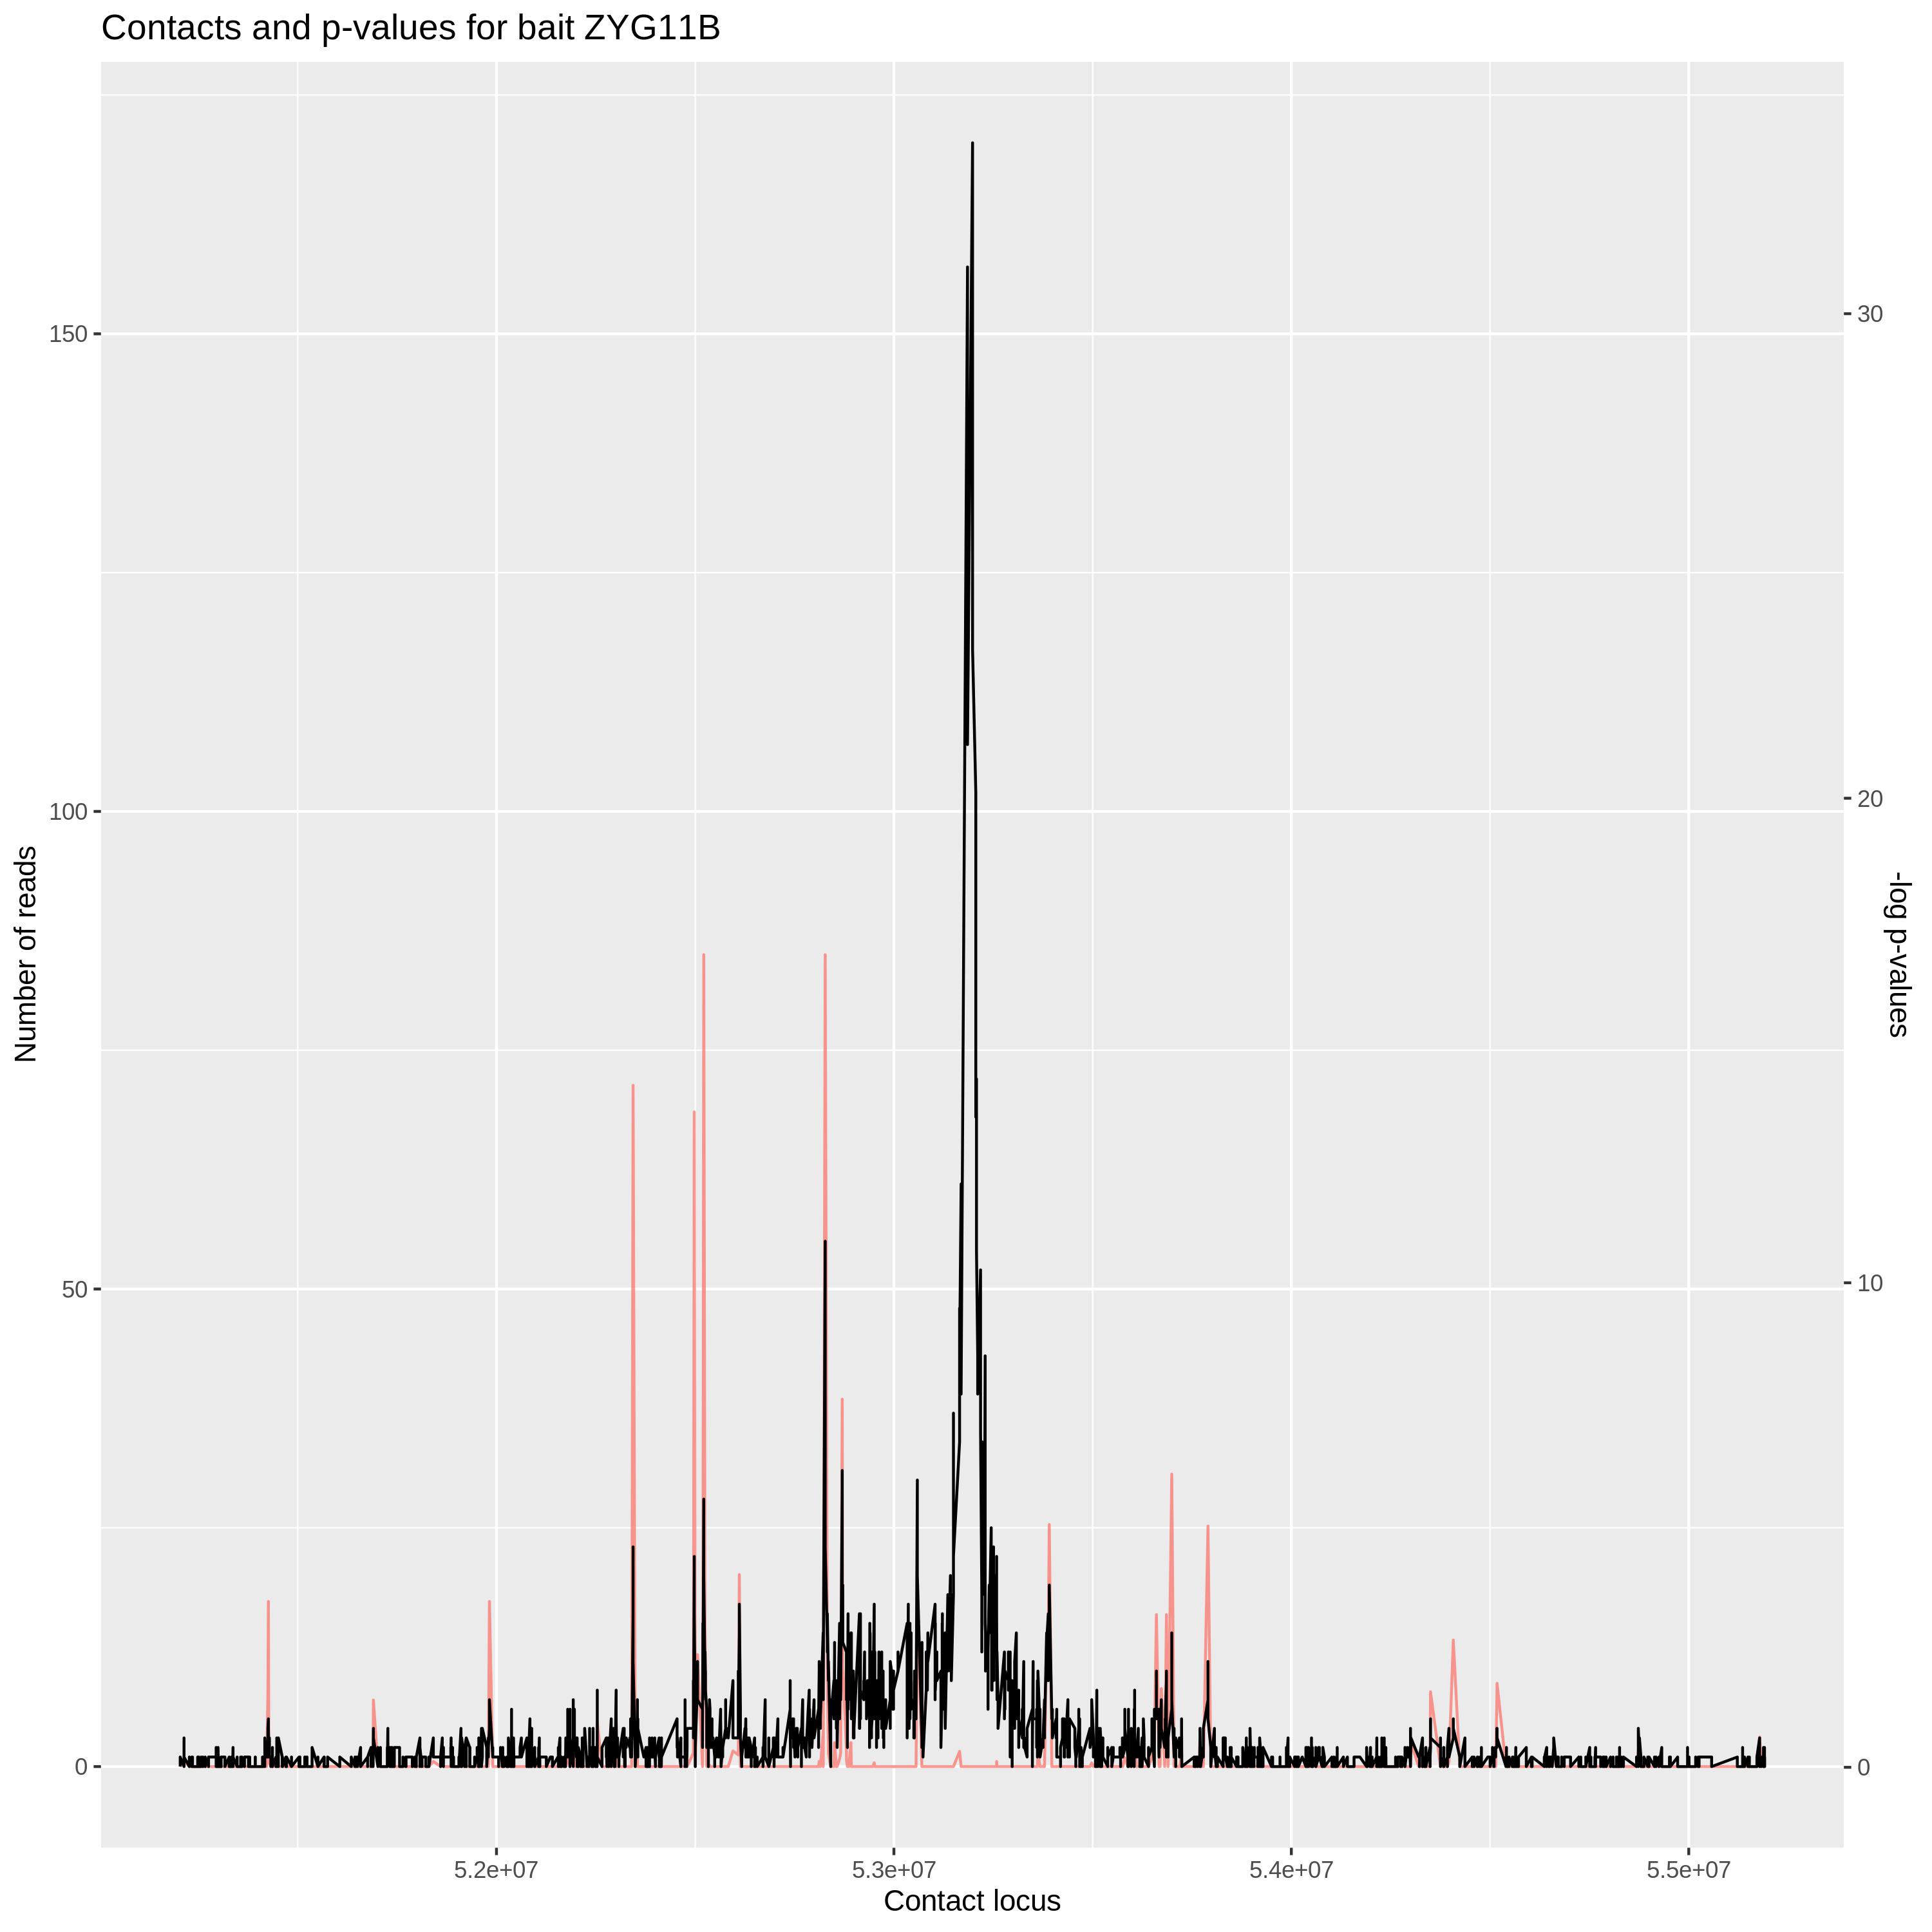 Contacts and p-values for bait ZYG11B
150
100
50
0
30
20
10
0
Number of reads
-log p-values
5.2e+07 5.3e+07 5.4e+07 5.5e+07
Contact locus